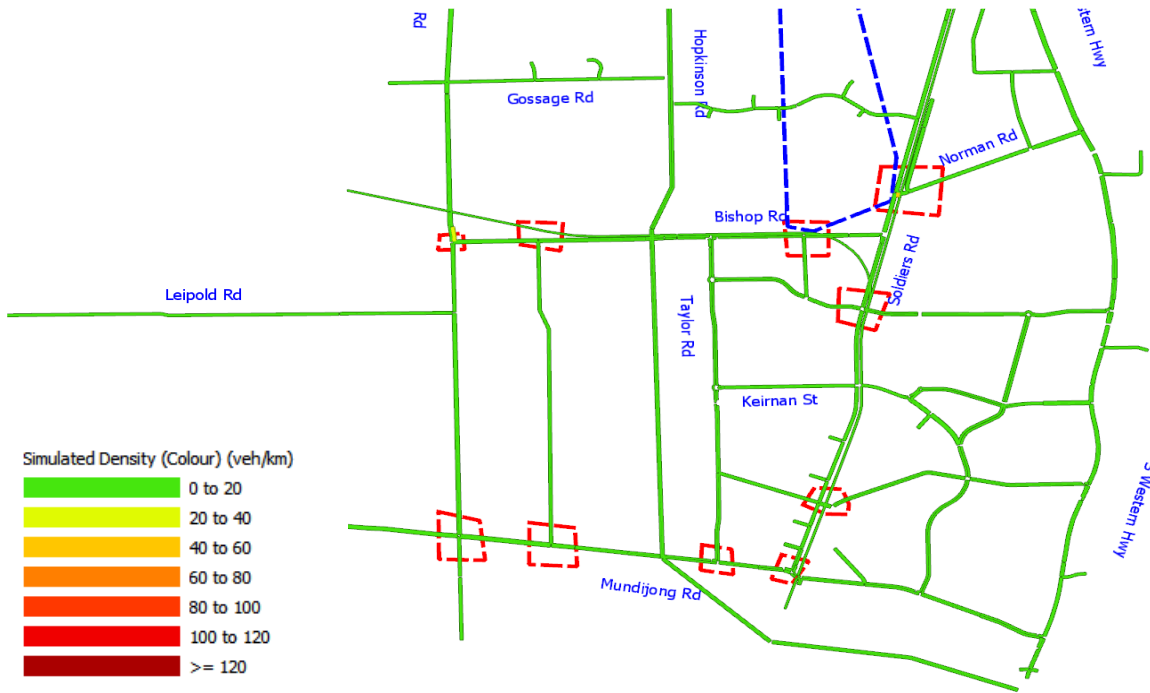 Rd
Hopkinson Rd
stern Hwy
Gossage Rd
Norman Rd
Bishop Rd
Soldiers Rd
Leipold Rd
Taylor Rd
Keirnan St
S Western Hwy
Mundijong Rd
Simulated Density (Colour) (veh/km)
0 to 20
20 to 40
40 to 60
60 to 80
80 to 100
100 to 120
>= 120